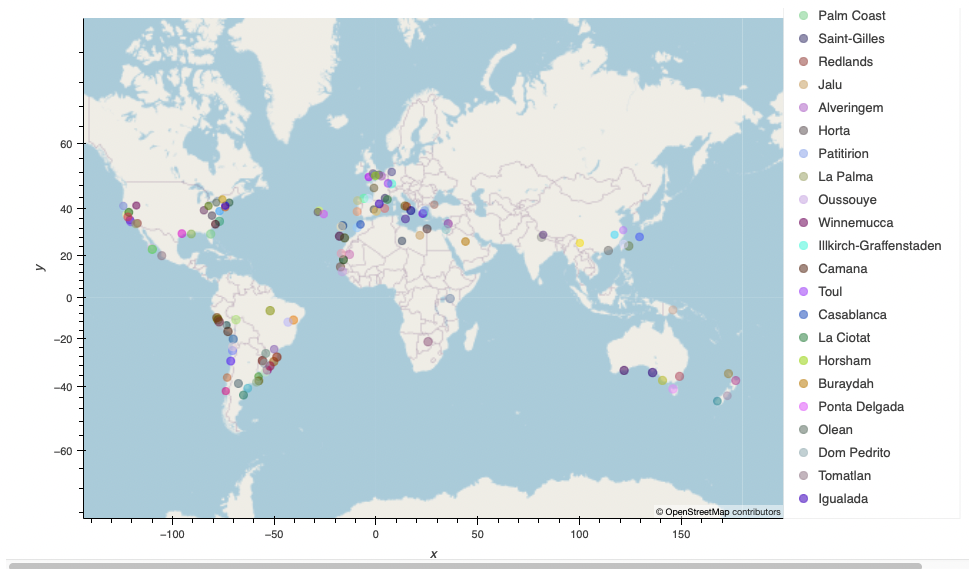 Palm Coast
Saint-Gilles
Redlands
Jalu
Alveringem
Horta
Patitirion
La Palma
Oussouye
Winnemucca
Illkirch-Graffenstaden
Camana
Toul
Casablanca
La Ciotat
Horsham
Buraydah
Ponta Delgada
Olean
Dom Pedrito
Tomatlan
Igualada
60
40
20
0
−20
−40
−60
y
© OpenStreetMap contributors
−100
−50
0
50
100
150
x